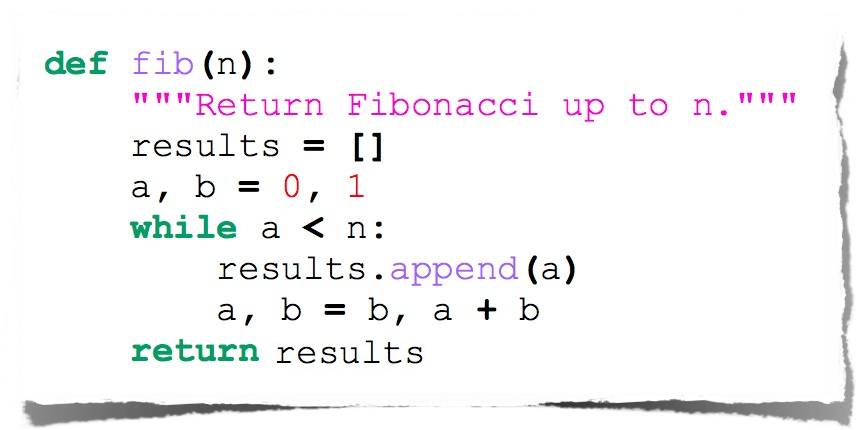 def fib(n):
    """Return Fibonacci up to n."""
    results = []
    a, b = 0, 1
    while a < n:
        results.append(a)
        a, b = b, a + b
    return results